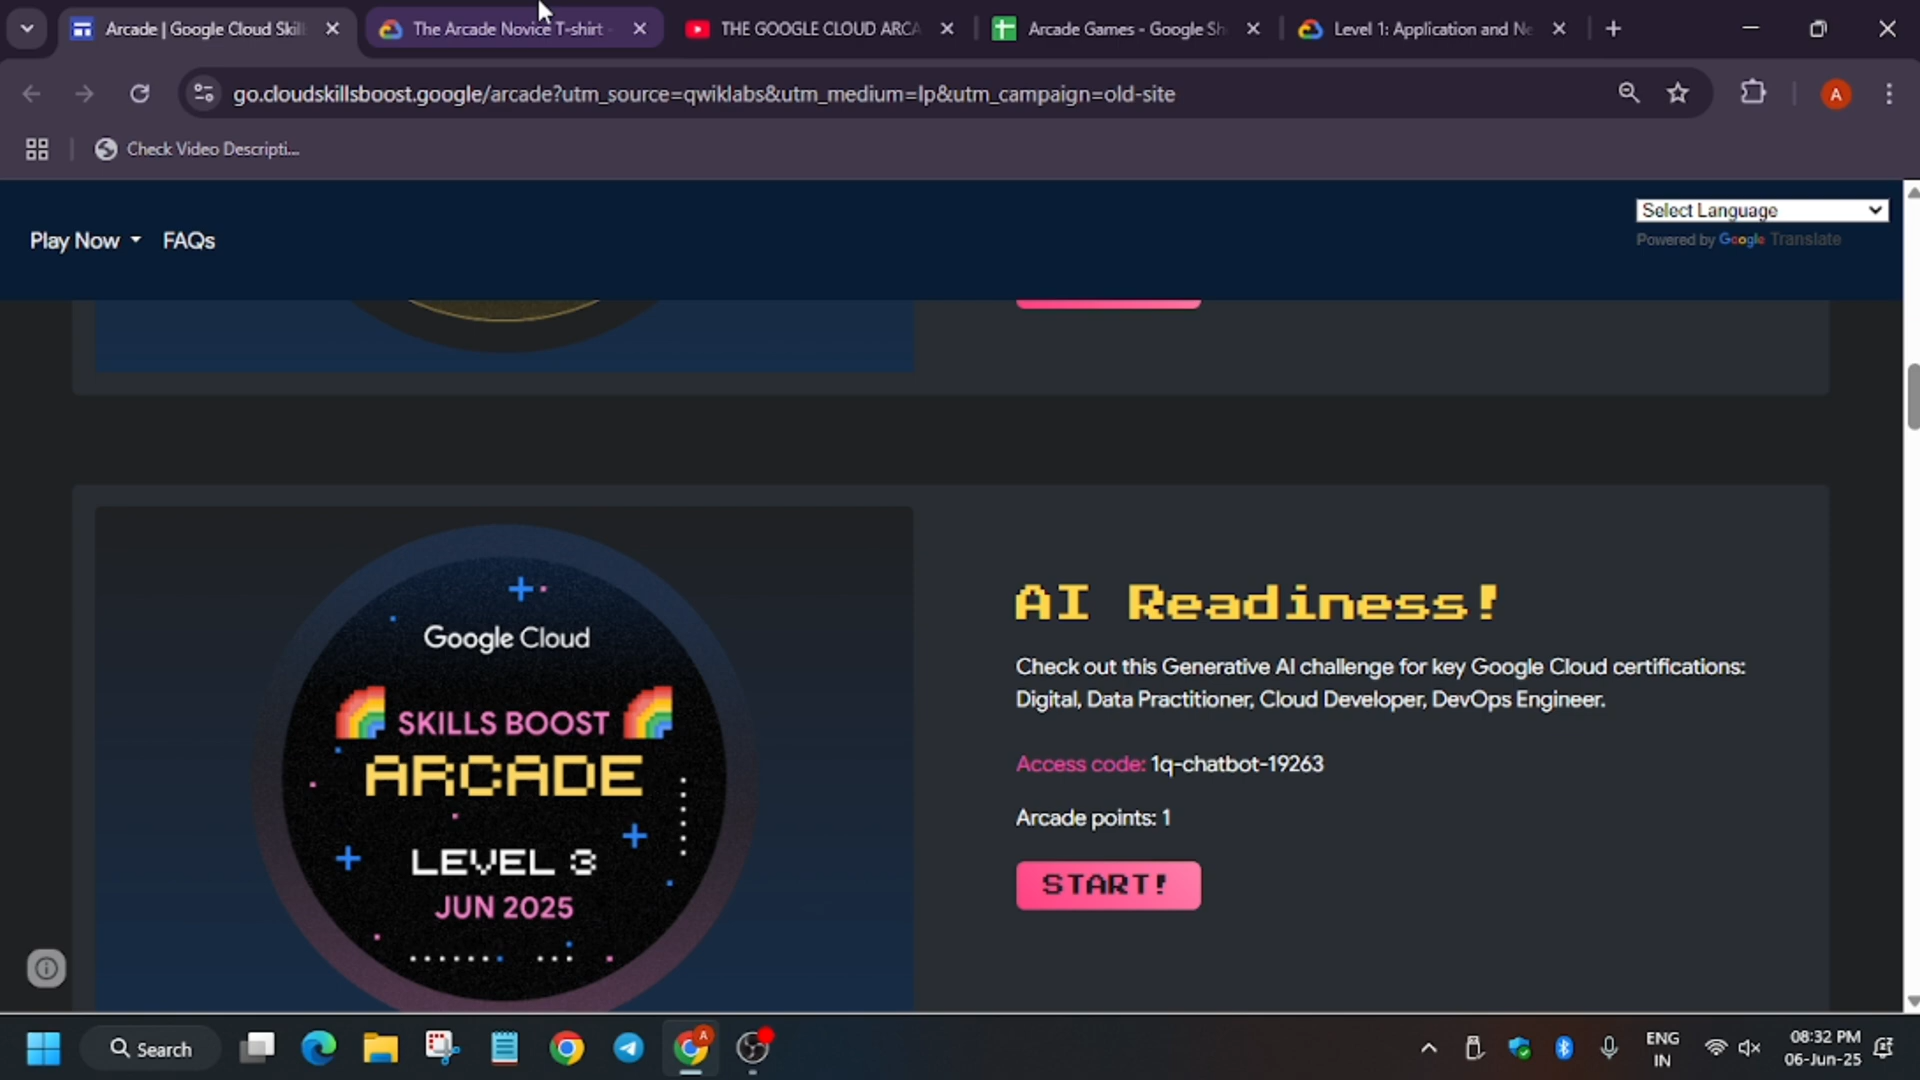 Arcade | Google Cloud Skil
The Arcade Novice T-shirt -
THE GOOGLE CLOUD ARCA
Arcade Games - Google Sh
Level 1: Application and Ne
go.cloudskillsboost.google/arcade?utm_source=qwiklabs&utm_medium=lp&utm_campaign=old-site
A
Check Video Descripti...
Play Now
FAQs
Select Language
Powered by Google Translate
Google Cloud
SKILLS BOOST
ARCADE
LEVEL 3
JUN 2025
AI Readiness!
Check out this Generative AI challenge for key Google Cloud certifications:
Digital, Data Practitioner, Cloud Developer, DevOps Engineer.
Access code: 1q-chatbot-19263
Arcade points: 1
START!
Search
A
ENG
IN
08:32 PM
06-Jun-25